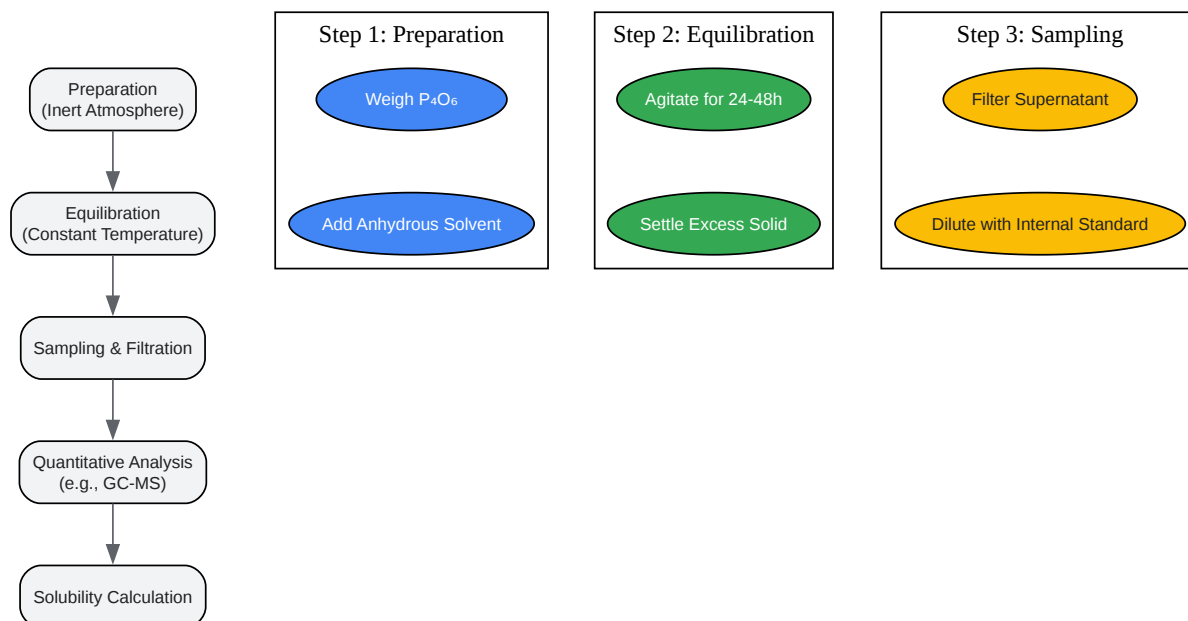 Preparation
(Inert Atmosphere)
Equilibration
(Constant Temperature)
Sampling & Filtration
Quantitative Analysis
(e.g., GC-MS)
Solubility Calculation
Step 1: Preparation
Weigh P₄O₆
Add Anhydrous Solvent
Step 2: Equilibration
Agitate for 24-48h
Settle Excess Solid
Step 3: Sampling
Filter Supernatant
Dilute with Internal Standard